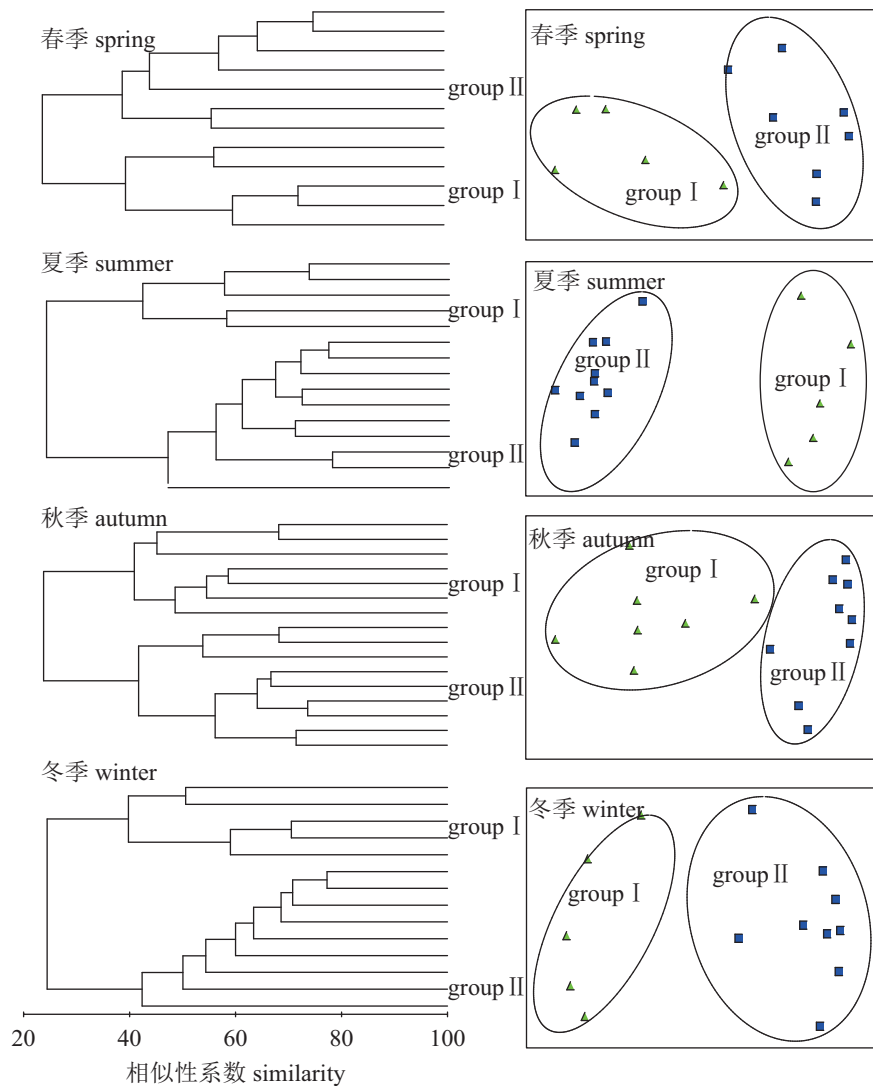 春季 spring
group Ⅱ
group Ⅰ
春季 spring
group Ⅱ
group Ⅰ
夏季 summer
group Ⅰ
group Ⅱ
夏季 summer
group Ⅱ
group Ⅰ
秋季 autumn
group Ⅰ
group Ⅱ
秋季 autumn
group Ⅰ
group Ⅱ
冬季 winter
group Ⅰ
group Ⅱ
冬季 winter
group Ⅰ
group Ⅱ
20 40 60 80 100
相似性系数 similarity